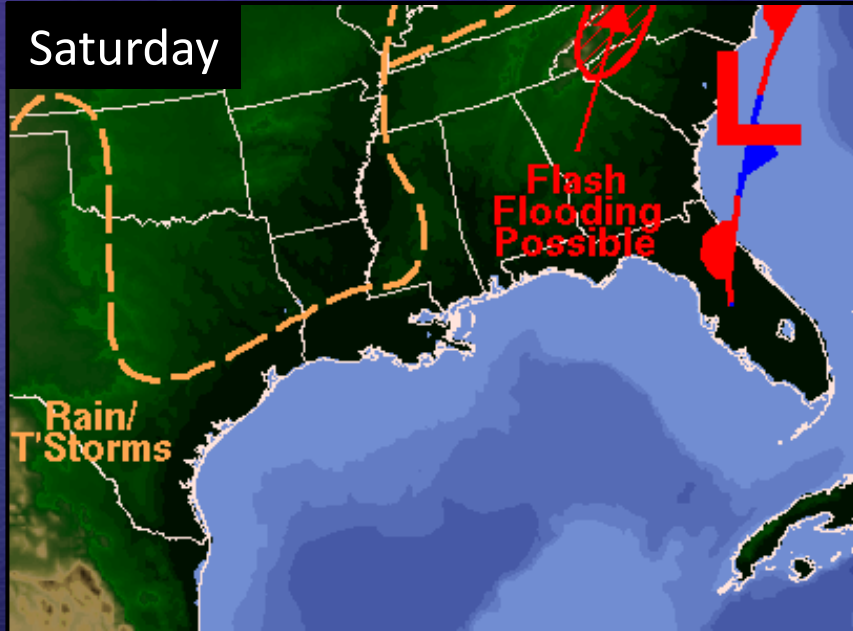 Saturday
L
Flash
Flooding
Possible
Rain/
T'Storms